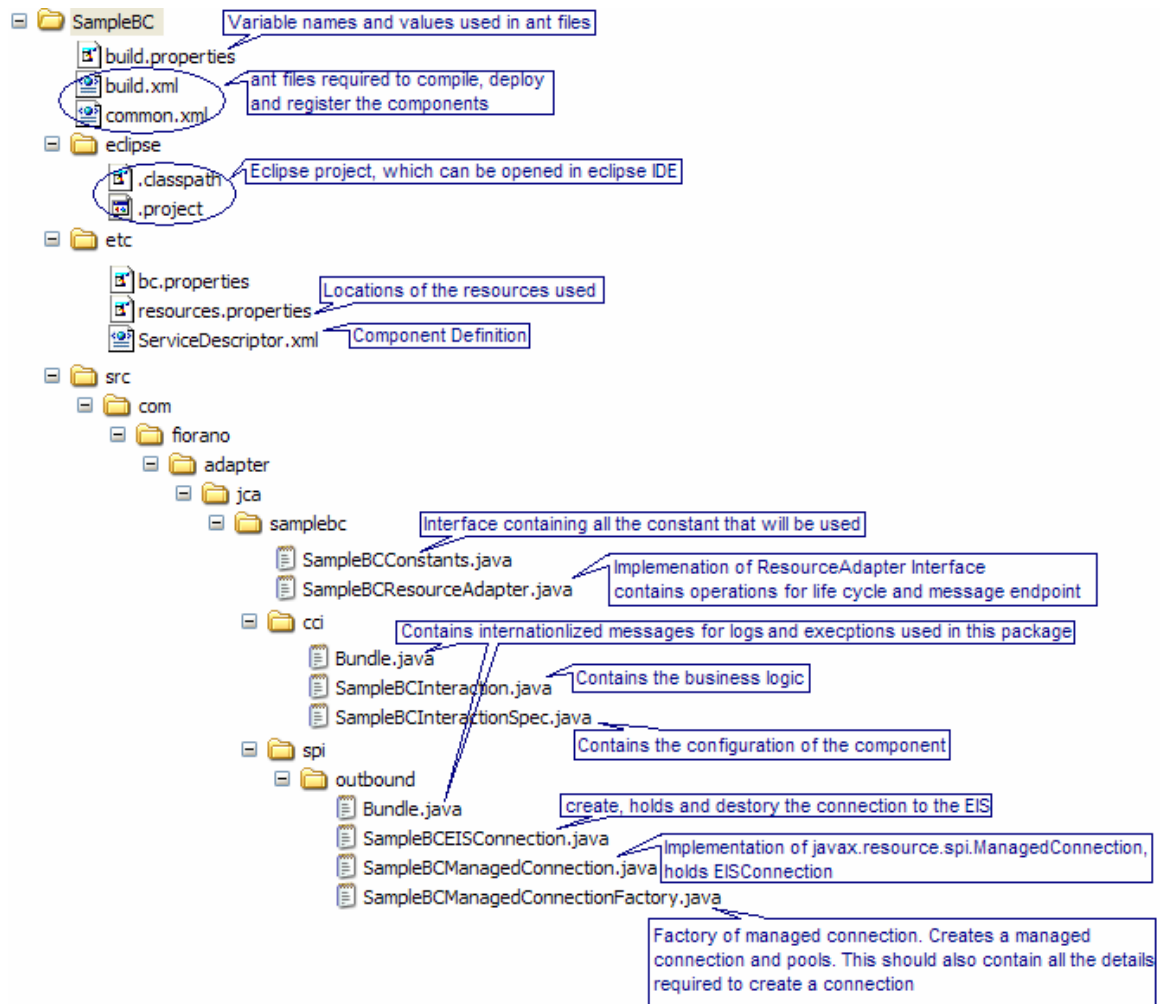 SampleBC
Variable names and values used in ant files
build.properties
build.xml
ant files required to compile, deploy
and register the components
common.xml
eclipse
.classpath
Eclipse project, which can be opened in eclipse IDE
.project
etc
bc.properties
Locations of the resources used
resources.properties
ServiceDescriptor.xml
Component Definition
src
com
fiorano
adapter
jca
samplebc
Interface containing all the constant that will be used
SampleBCConstants.java
SampleBCResourceAdapter.java
Implemenation of ResourceAdapter Interface
contains operations for life cycle and message endpoint
cci
Contains internationlized messages for logs and execptions used in this package
Bundle.java
SampleBCInteraction.java
Contains the business logic
SampleBCInteractionSpec.java
Contains the configuration of the component
spi
outbound
Bundle.java
create, holds and destory the connection to the EIS
SampleBCEISConnection.java
SampleBCManagedConnection.java
Implementation of javax.resource.spi.ManagedConnection,
holds EISConnection
SampleBCManagedConnectionFactory.java
Factory of managed connection. Creates a managed
connection and pools. This should also contain all the details
required to create a connection